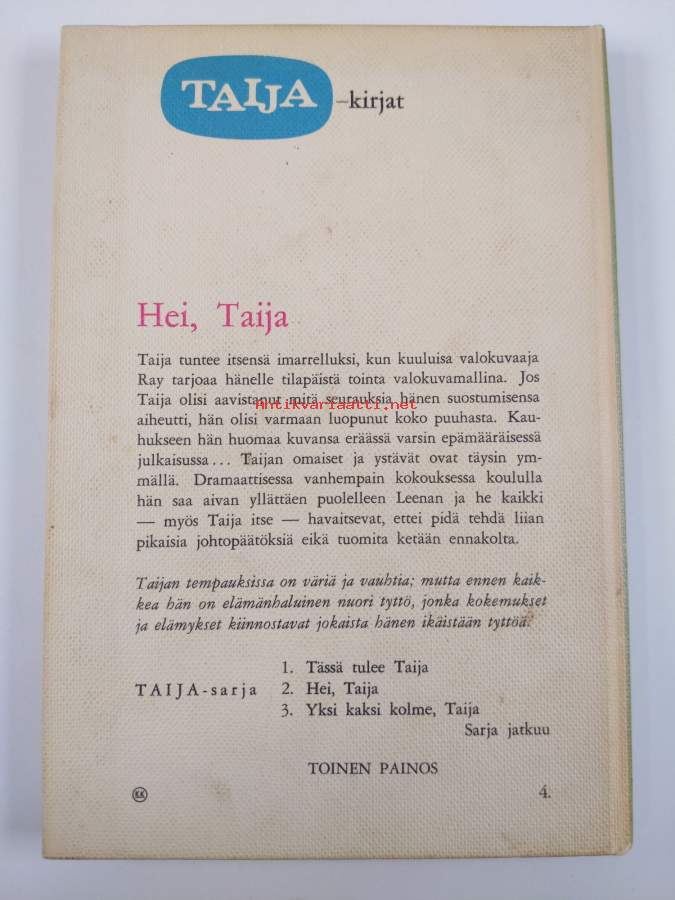 TAIJA -kirjat
Hei, Taija
Taija tuntee itsensä imarrelluksi, kun kuuluisa valokuvaaja
Ray tarjoaa hänelle tilapäistä tointa valokuvamallina. Jos
Taija olisi aavistanut mitä seurauksia hänen suostumisensa
Antikvariaatti.net
aiheutti, hän olisi varmaan luopunut koko puuhasta. Kau-
hukseen hän huomaa kuvansa eräässä varsin epämääräisessä
julkaisussa... Taijan omaiset ja ystävät ovat täysin ym-
mällä. Dramaattisessa vanhempain kokouksessa koululla
hän saa aivan yllättäen puolelleen Leenan ja he kaikki
— myös Taija itse — havaitsevat, ettei pidä tehdä liian
pikaisia johtopäätöksiä eikä tuomita ketään ennakolta.
Taijan tempauksissa on väriä ja vauhtia; mutta ennen kaik-
kea hän on elämänhaluinen nuori tyttö, jonka kokemukset
ja elämykset kiinnostavat jokaista hänen ikäistään tyttöä.
1. Tässä tulee Taija
TAIJA-sarja 2. Hei, Taija
3. Yksi kaksi kolme, Taija
Sarja jatkuu
TOINEN PAINOS
KK 4.